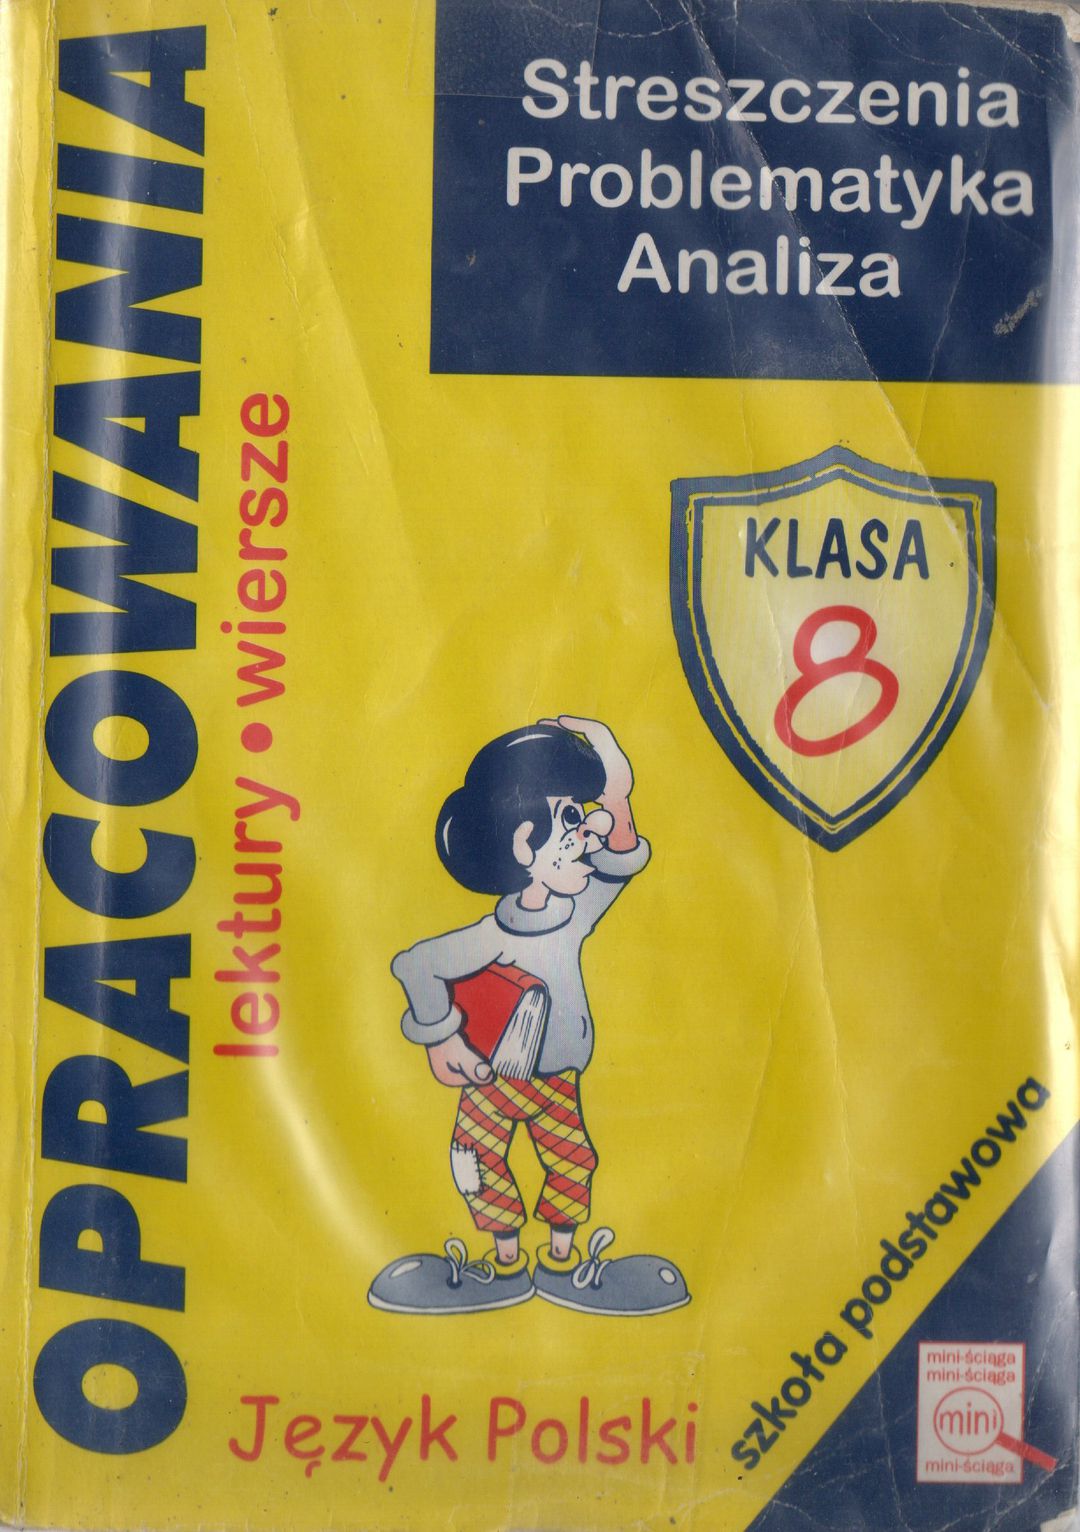 Streszczenia
Problematyka
Analiza
OPRACOWANIA
lektury • wiersze
KLASA
8
szkoła podstawowa
Język Polski
mini-ściąga
mini-ściąga
mini
mini-ściąga